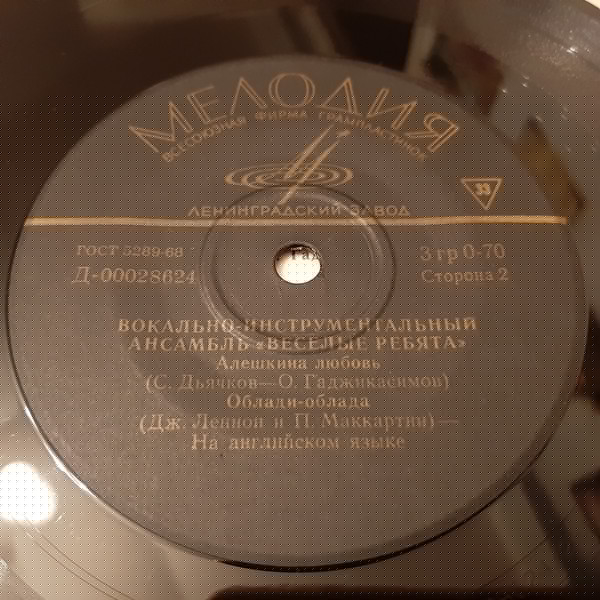 МЕЛОДИЯ
ВСЕСОЮЗНАЯ ФИРМА ГРАМПЛАСТИНОК
33
ЛЕНИНГРАДСКИЙ ЗАВОД
ГОСТ 5289-68
3 гр 0-70
Д-00028624
Сторона 2
ВОКАЛЬНО-ИНСТРУМЕНТАЛЬНЫЙ
АНСАМБЛЬ «ВЕСЕЛЫЕ РЕБЯТА»
Алешкина любовь
(С. Дьячков—О. Гаджикасимов)
Облади-облада
(Дж. Леннон и П. Маккартни)—
На английском языке